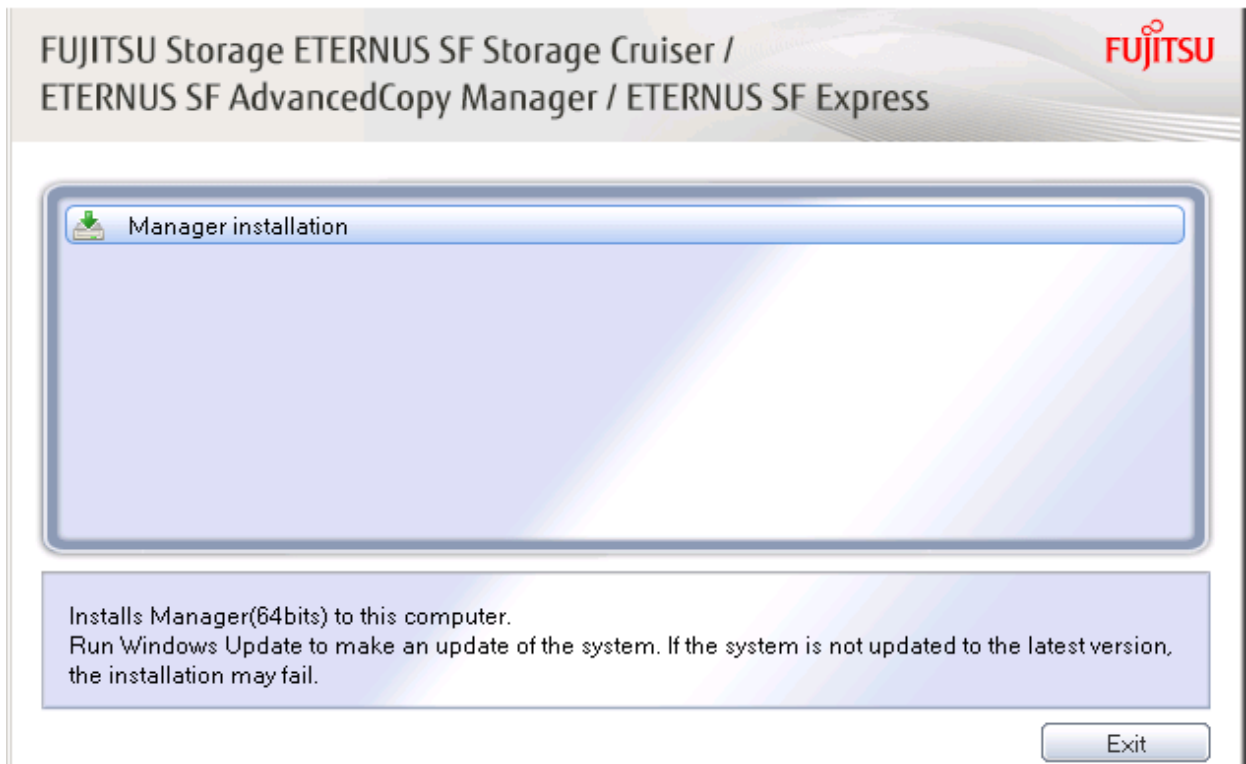 FUJITSU Storage ETERNUS SF Storage Cruiser /
ETERNUS SF AdvancedCopy Manager / ETERNUS SF Express
FUJITSU
Manager installation
Installs Manager(64bits) to this computer.
Run Windows Update to make an update of the system. If the system is not updated to the latest version,
the installation may fail.
Exit